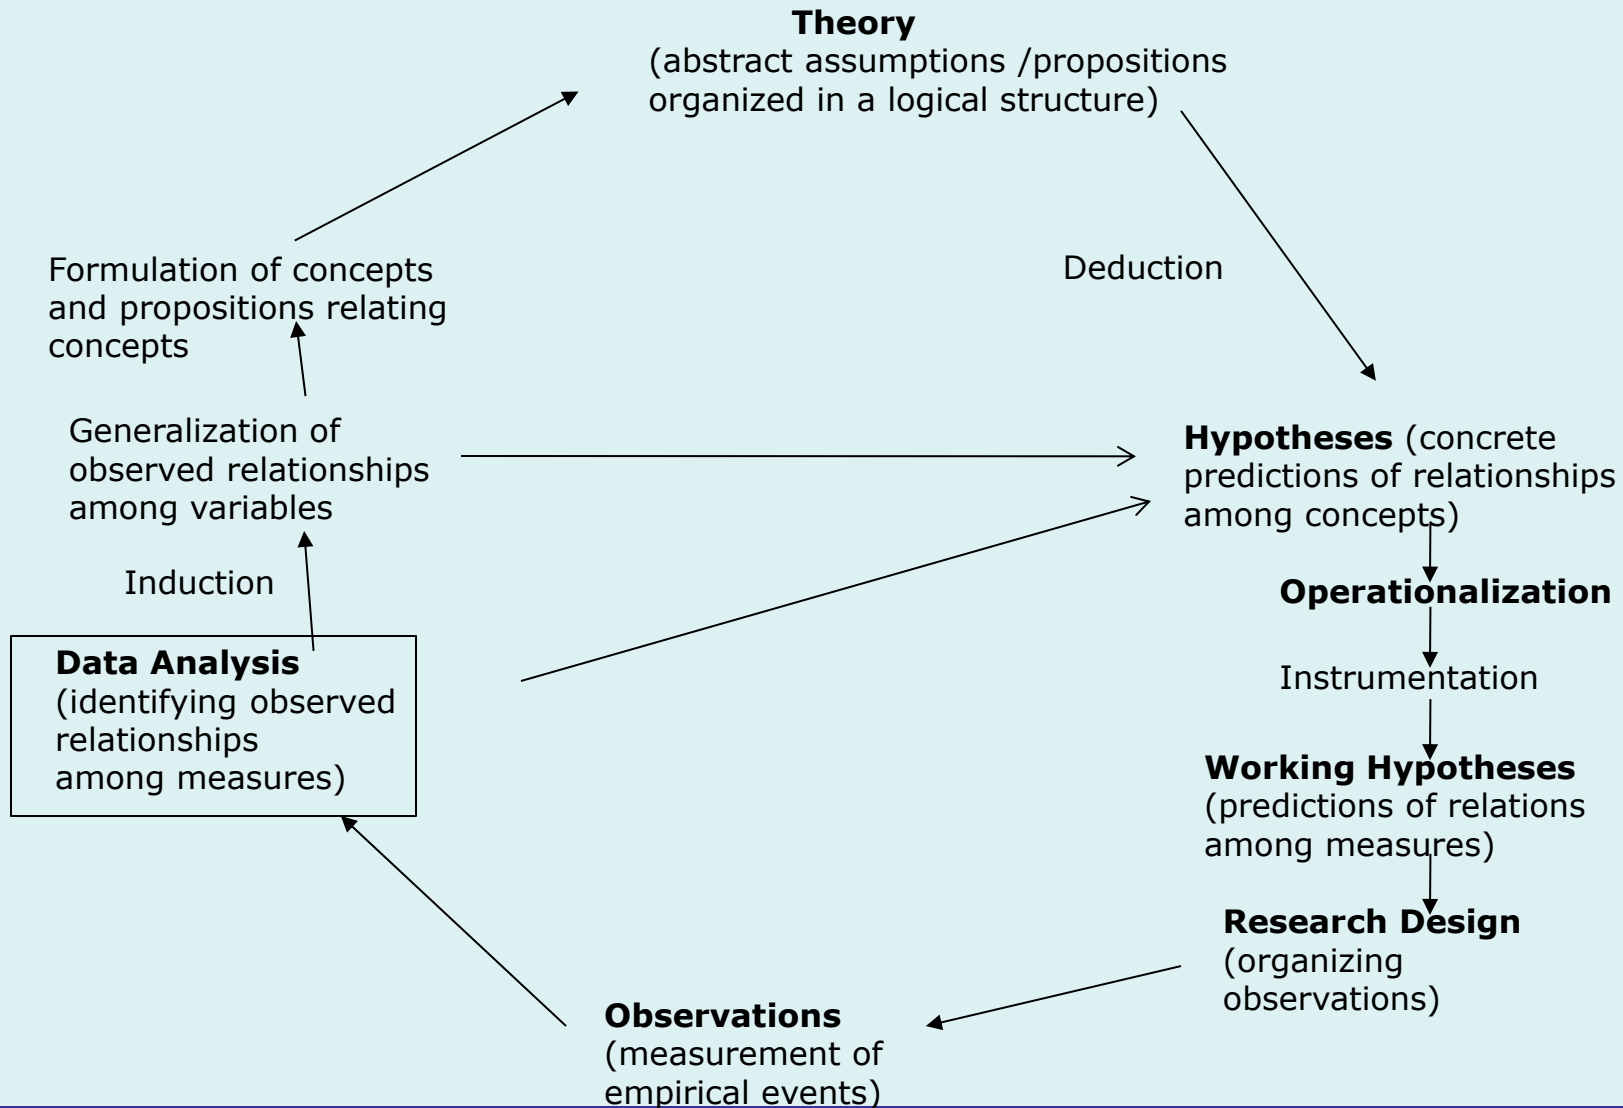 Theory
(abstract assumptions /propositions
organized in a logical structure)
Formulation of concepts
and propositions relating
concepts
Deduction
Generalization of
observed relationships
among variables
Hypotheses (concrete
predictions of relationships
among concepts)
Induction
Operationalization
Data Analysis
(identifying observed
relationships
among measures)
Instrumentation
Working Hypotheses
(predictions of relations
among measures)
Research Design
(organizing
observations)
Observations
(measurement of
empirical events)